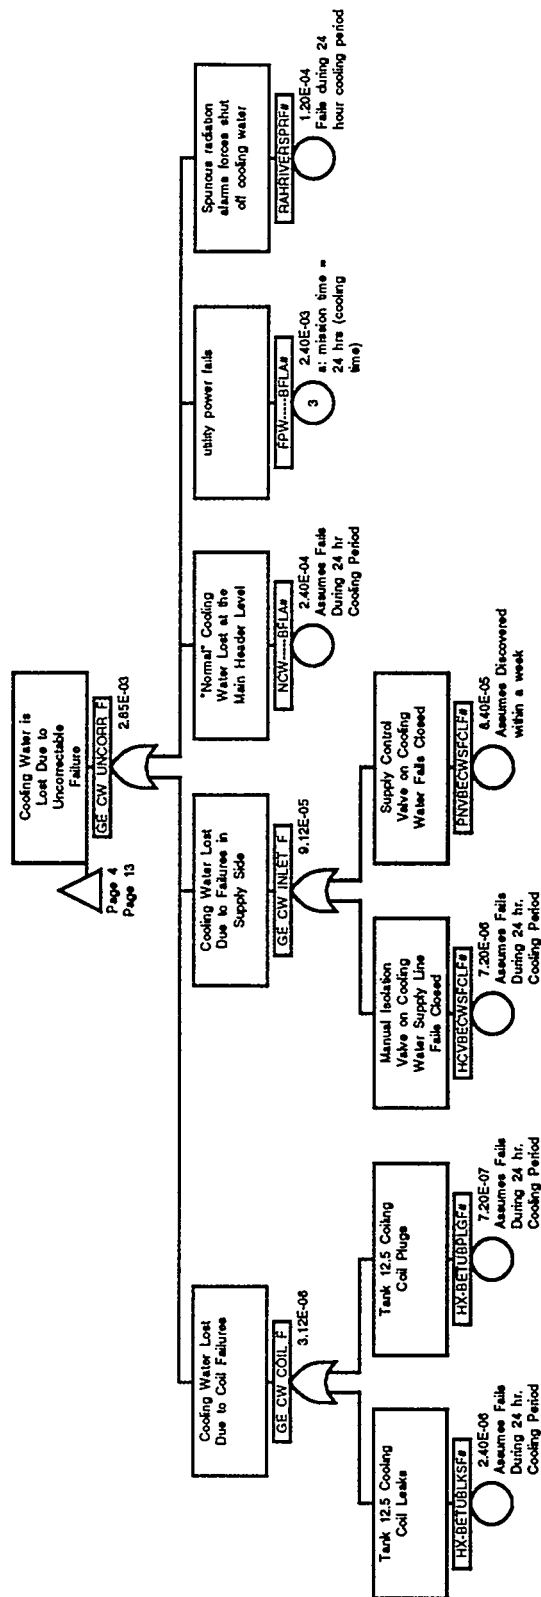 Cooling Water is
Lost Due to
Uncorrectable
Failure
GE CW UNCORR F
2.85E-03
Page 4
Page 13
Cooling Water Lost
Due to Coil Failures
GE CW COIL F
3.12E-06
Cooling Water Lost
Due to Failures in
Supply Side
GE CW INLET F
9.12E-05
"Normal" Cooling
Water Lost at the
Main Header Level
NCW-----BFLA#
2.40E-04
Assumes Fails
During 24 hr
Cooling Period
utility power fails
FPW-----BFLA#
3
2.40E-03
a: mission time =
24 hrs (cooling
time)
Spurious radiation
alarms forces shut
off cooling water
RAHRIVERSPRF#
1.20E-04
Fails during 24
hour cooling period
Tank 12.5 Cooling
Coil Leaks
HX-BETUBLKSF#
2.40E-06
Assumes Fails
During 24 hr.
Cooling Period
Tank 12.5 Coiling
Coil Plugs
HX-BETUBPLGF#
7.20E-07
Assumes Fails
During 24 hr.
Cooling Period
Manual Isolation
Valve on Cooling
Water Supply Line
Fails Closed
HCVBECWSFCLF#
7.20E-06
Assumes Fails
During 24 hr.
Cooling Period
Supply Control
Valve on Cooling
Water Fails Closed
PNVBECWSFCLF#
8.40E-05
Assumes Discovered
within a week